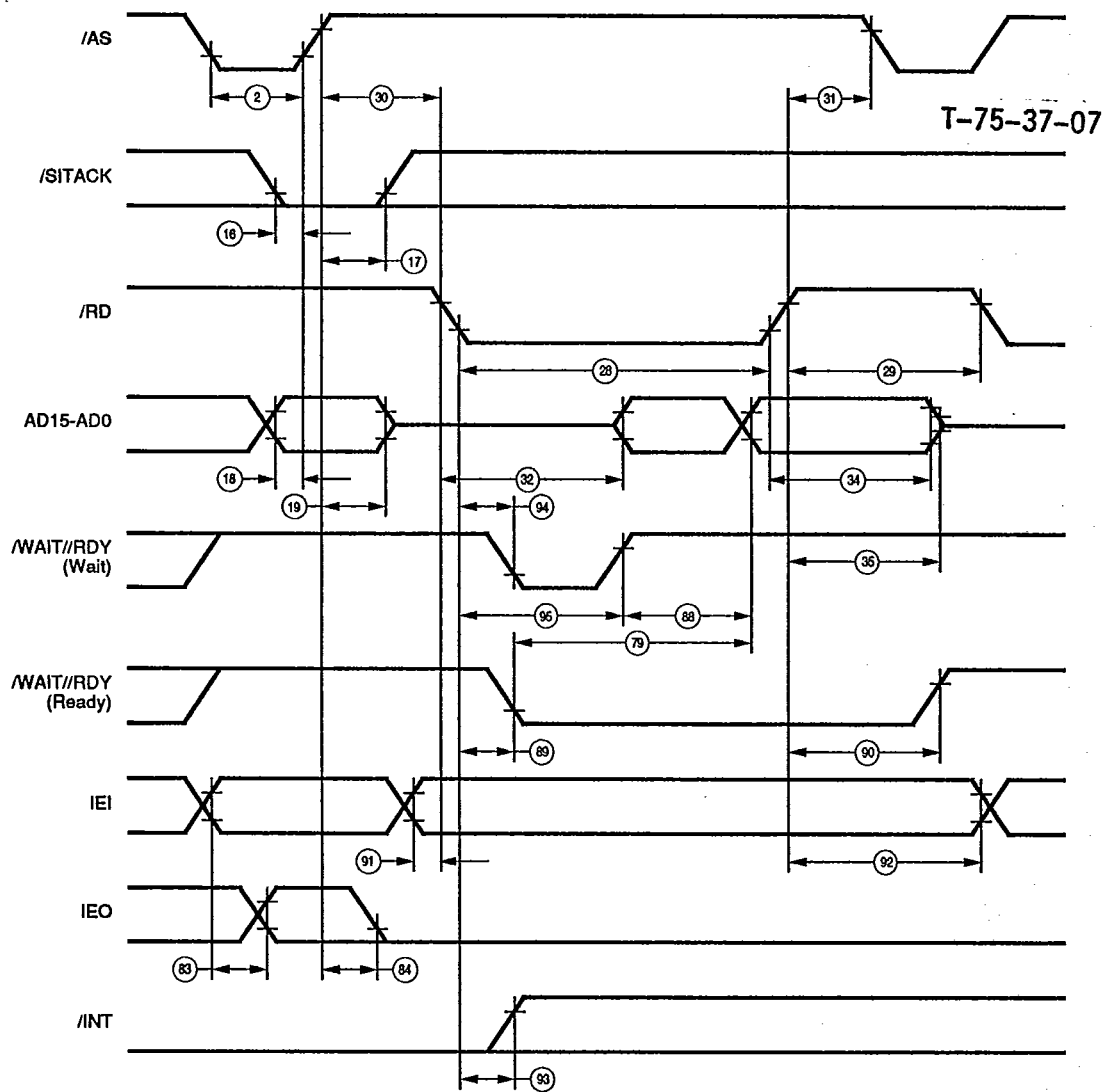 /AS
2
30
31
T-75-37-07
/SITACK
16
17
/RD
28
29
AD15-AD0
18
32
34
19
94
/WAIT//RDY
(Wait)
35
95
88
79
/WAIT//RDY
(Ready)
89
90
IEI
91
92
IEO
83
84
/INT
93